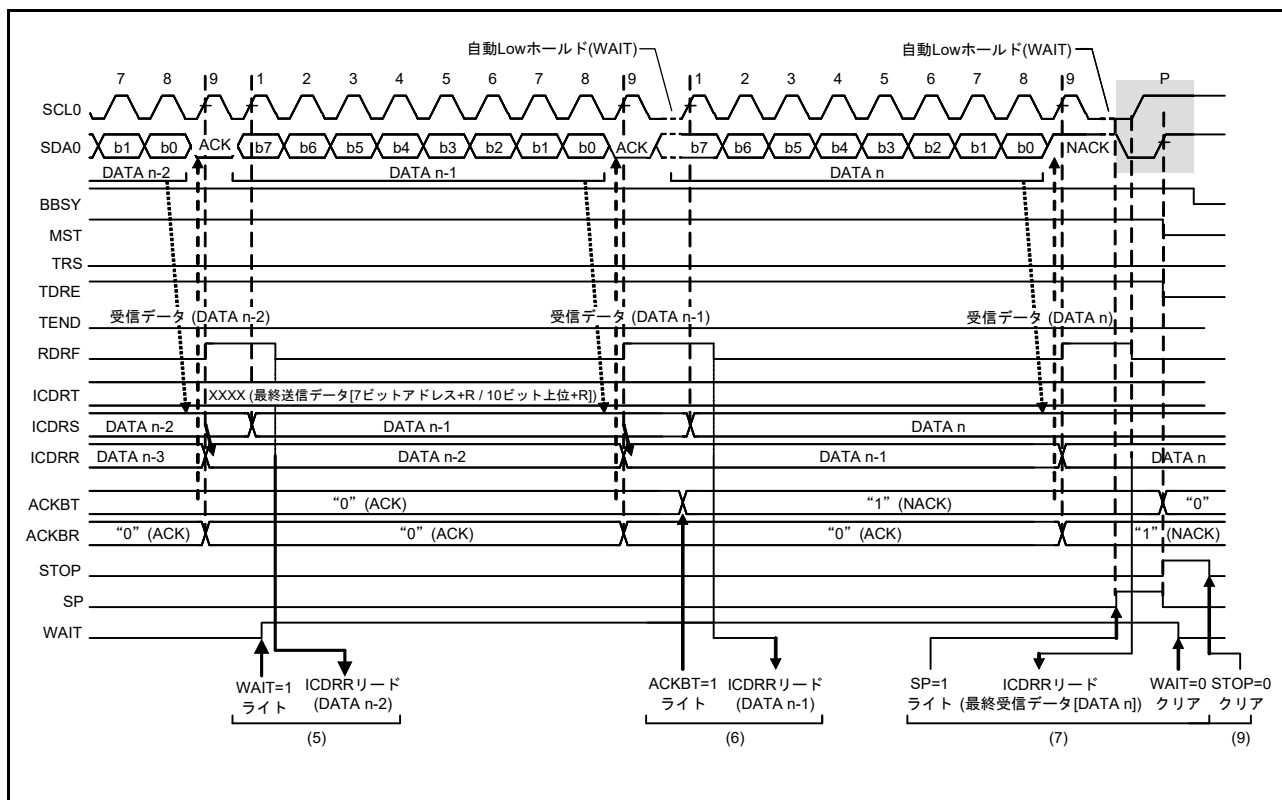 自動Lowホールド(WAIT) 自動Lowホールド(WAIT)
7 8 9 1 2 3 4 5 6 7 8 9 1 2 3 4 5 6 7 8 9 P
SCL0
SDA0 b1 b0 ACK b7 b6 b5 b4 b3 b2 b1 b0 ACK b7 b6 b5 b4 b3 b2 b1 b0 NACK
DATA n-2 DATA n-1 DATA n
BBSY
MST
TRS
TDRE
受信データ (DATA n-2) 受信データ (DATA n-1) 受信データ (DATA n)
TEND
RDRF
ICDRT XXXX (最終送信データ[7ビットアドレス+R / 10ビット上位+R])
ICDRS DATA n-2 DATA n-1 DATA n
ICDRR DATA n-3 DATA n-2 DATA n-1 DATA n
ACKBT “0” (ACK) “1” (NACK) “0”
ACKBR “0” (ACK) “0” (ACK) “0” (ACK) “1” (NACK)
STOP
SP
WAIT
WAIT=1 ICDRRリード ACKBT=1 ICDRRリード SP=1 ICDRRリード WAIT=0 STOP=0
ライト (DATA n-2) ライト (DATA n-1) ライト (最終受信データ[DATA n]) クリア クリア
(5) (6) (7) (9)